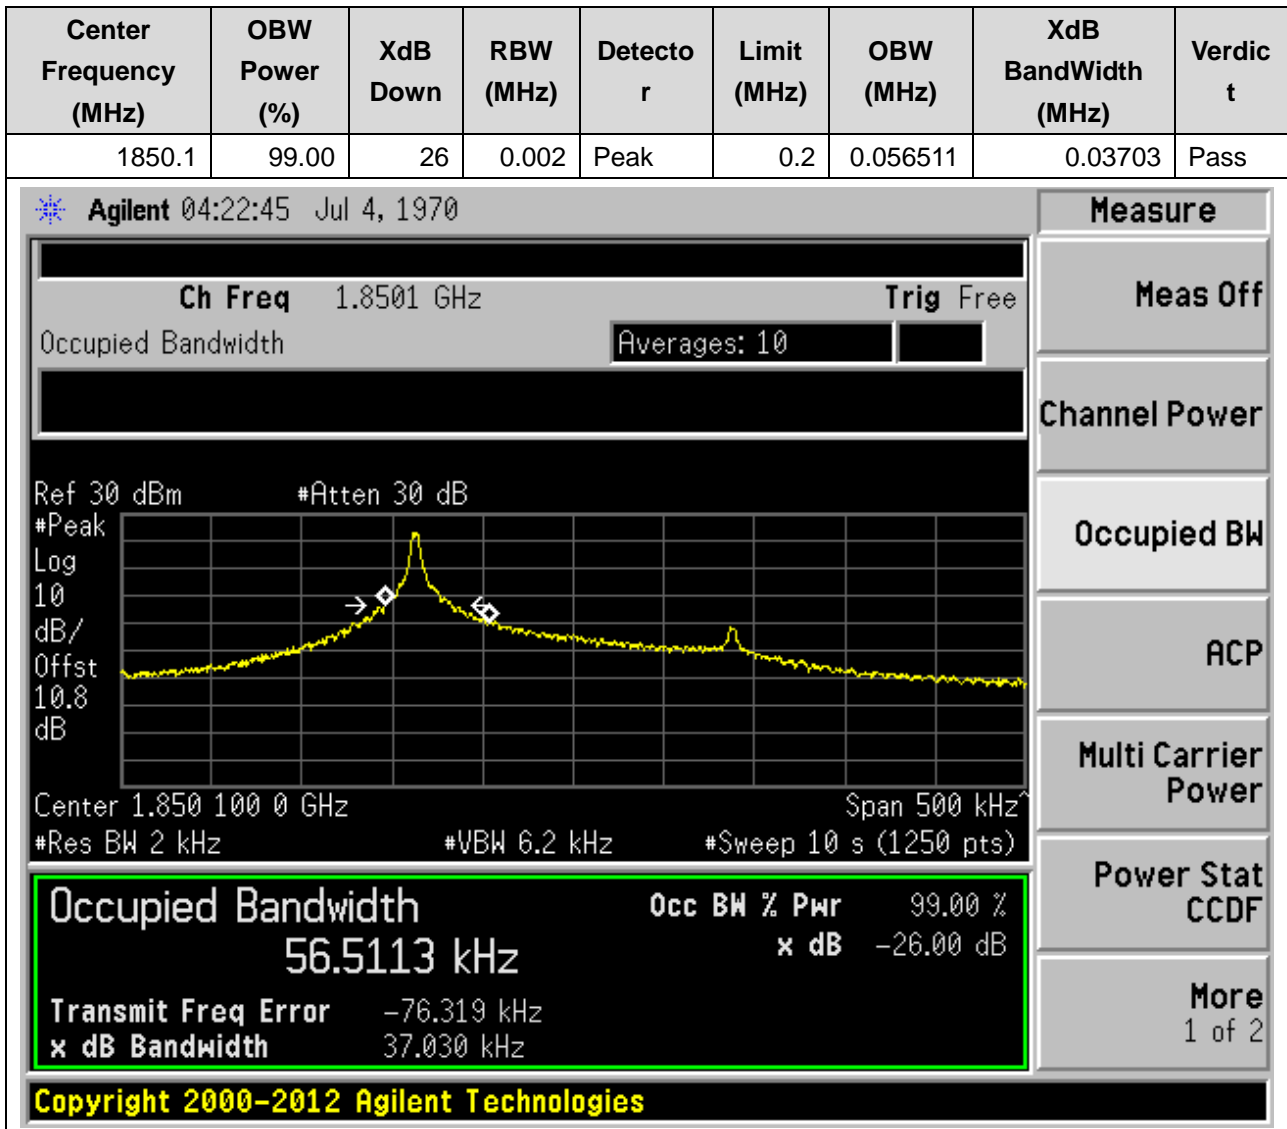 Center Frequency (MHz) OBW Power (%) XdB Down RBW (MHz) Detector Limit (MHz) OBW (MHz) XdB BandWidth (MHz) Verdict
1850.1 99.00 26 0.002 Peak 0.2 0.056511 0.03703 Pass
Agilent 04:22:45 Jul 4, 1970
Measure
Ch Freq 1.8501 GHz Trig Free
Meas Off
Occupied Bandwidth Averages: 10
Channel Power
Ref 30 dBm #Atten 30 dB
#Peak
Log
10
dB/
Offst
10.8
dB
Occupied BW
ACP
Multi Carrier
Power
Center 1.850 100 0 GHz Span 500 kHz^
#Res BW 2 kHz #VBW 6.2 kHz #Sweep 10 s (1250 pts)
Power Stat
CCDF
Occupied Bandwidth Occ BW % Pwr 99.00 %
56.5113 kHz x dB -26.00 dB
Transmit Freq Error -76.319 kHz
x dB Bandwidth 37.030 kHz
More
1 of 2
Copyright 2000-2012 Agilent Technologies